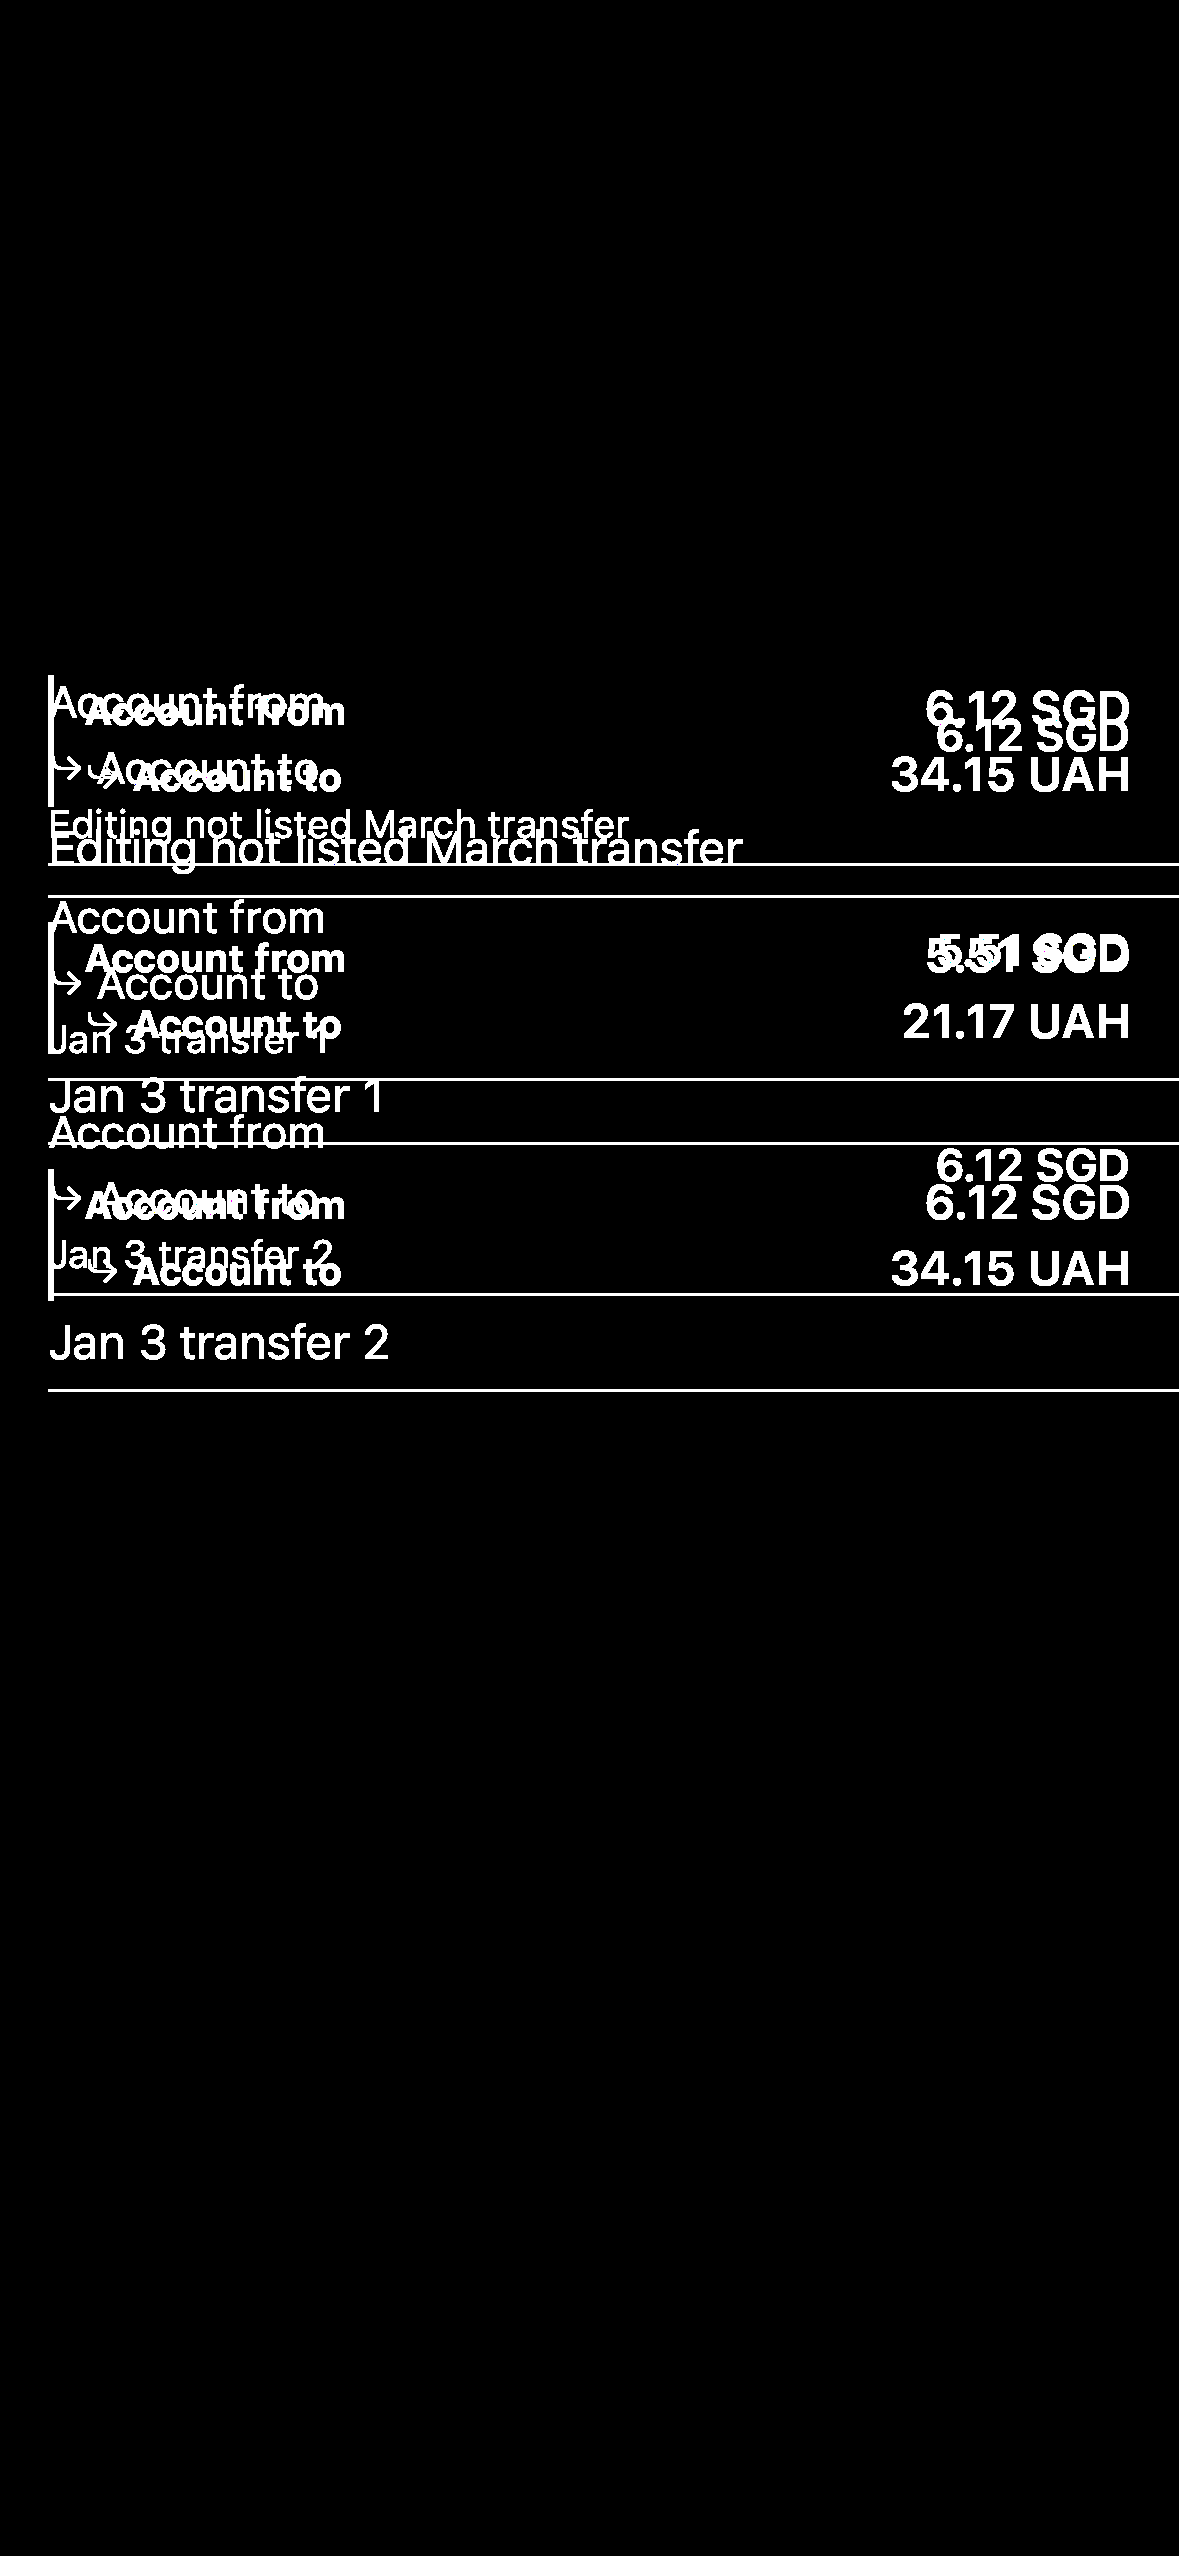 Account from
Account from
6.12 SGD
6.12 SGD
↳ Account to
↳ Account to
34.15 UAH
Editing not listed March transfer
Editing not listed March transfer
Account from
Account from
5.51 SGD
5.51 SGD
↳ Account to
↳ Account to
21.17 UAH
Jan 3 transfer 1
Jan 3 transfer 1
Account from
6.12 SGD
↳ Account to
Account from
6.12 SGD
Jan 3 transfer 2
↳ Account to
34.15 UAH
Jan 3 transfer 2